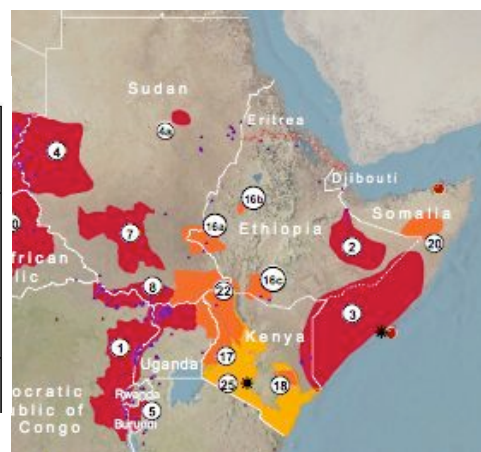 Sudan
4a
Eritrea
4
Djibouti
16b
Somalia
16a
7
Ethiopia
2
20
frican
lic
16c
8
22
3
Kenya
1
17
Uganda
25
18
ocratic
Rwanda
ublic of
5
Congo
Burundi